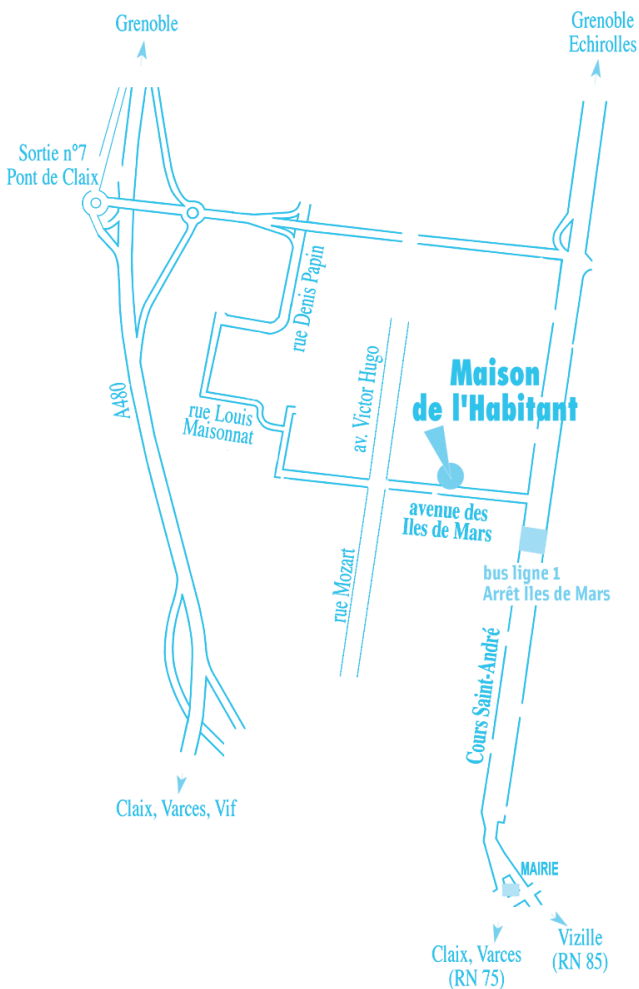 Grenoble
Grenoble
Echirolles
Sortie n°7
Pont de Claix
rue Denis Papin
A480
rue Louis
Maisonnat
av. Victor Hugo
Maison
de l'Habitant
avenue des
Iles de Mars
rue Mozart
bus ligne 1
Arrêt Iles de Mars
Cours Saint-André
Claix, Varces, Vif
MAIRIE
Claix, Varces
(RN 75)
Vizille
(RN 85)